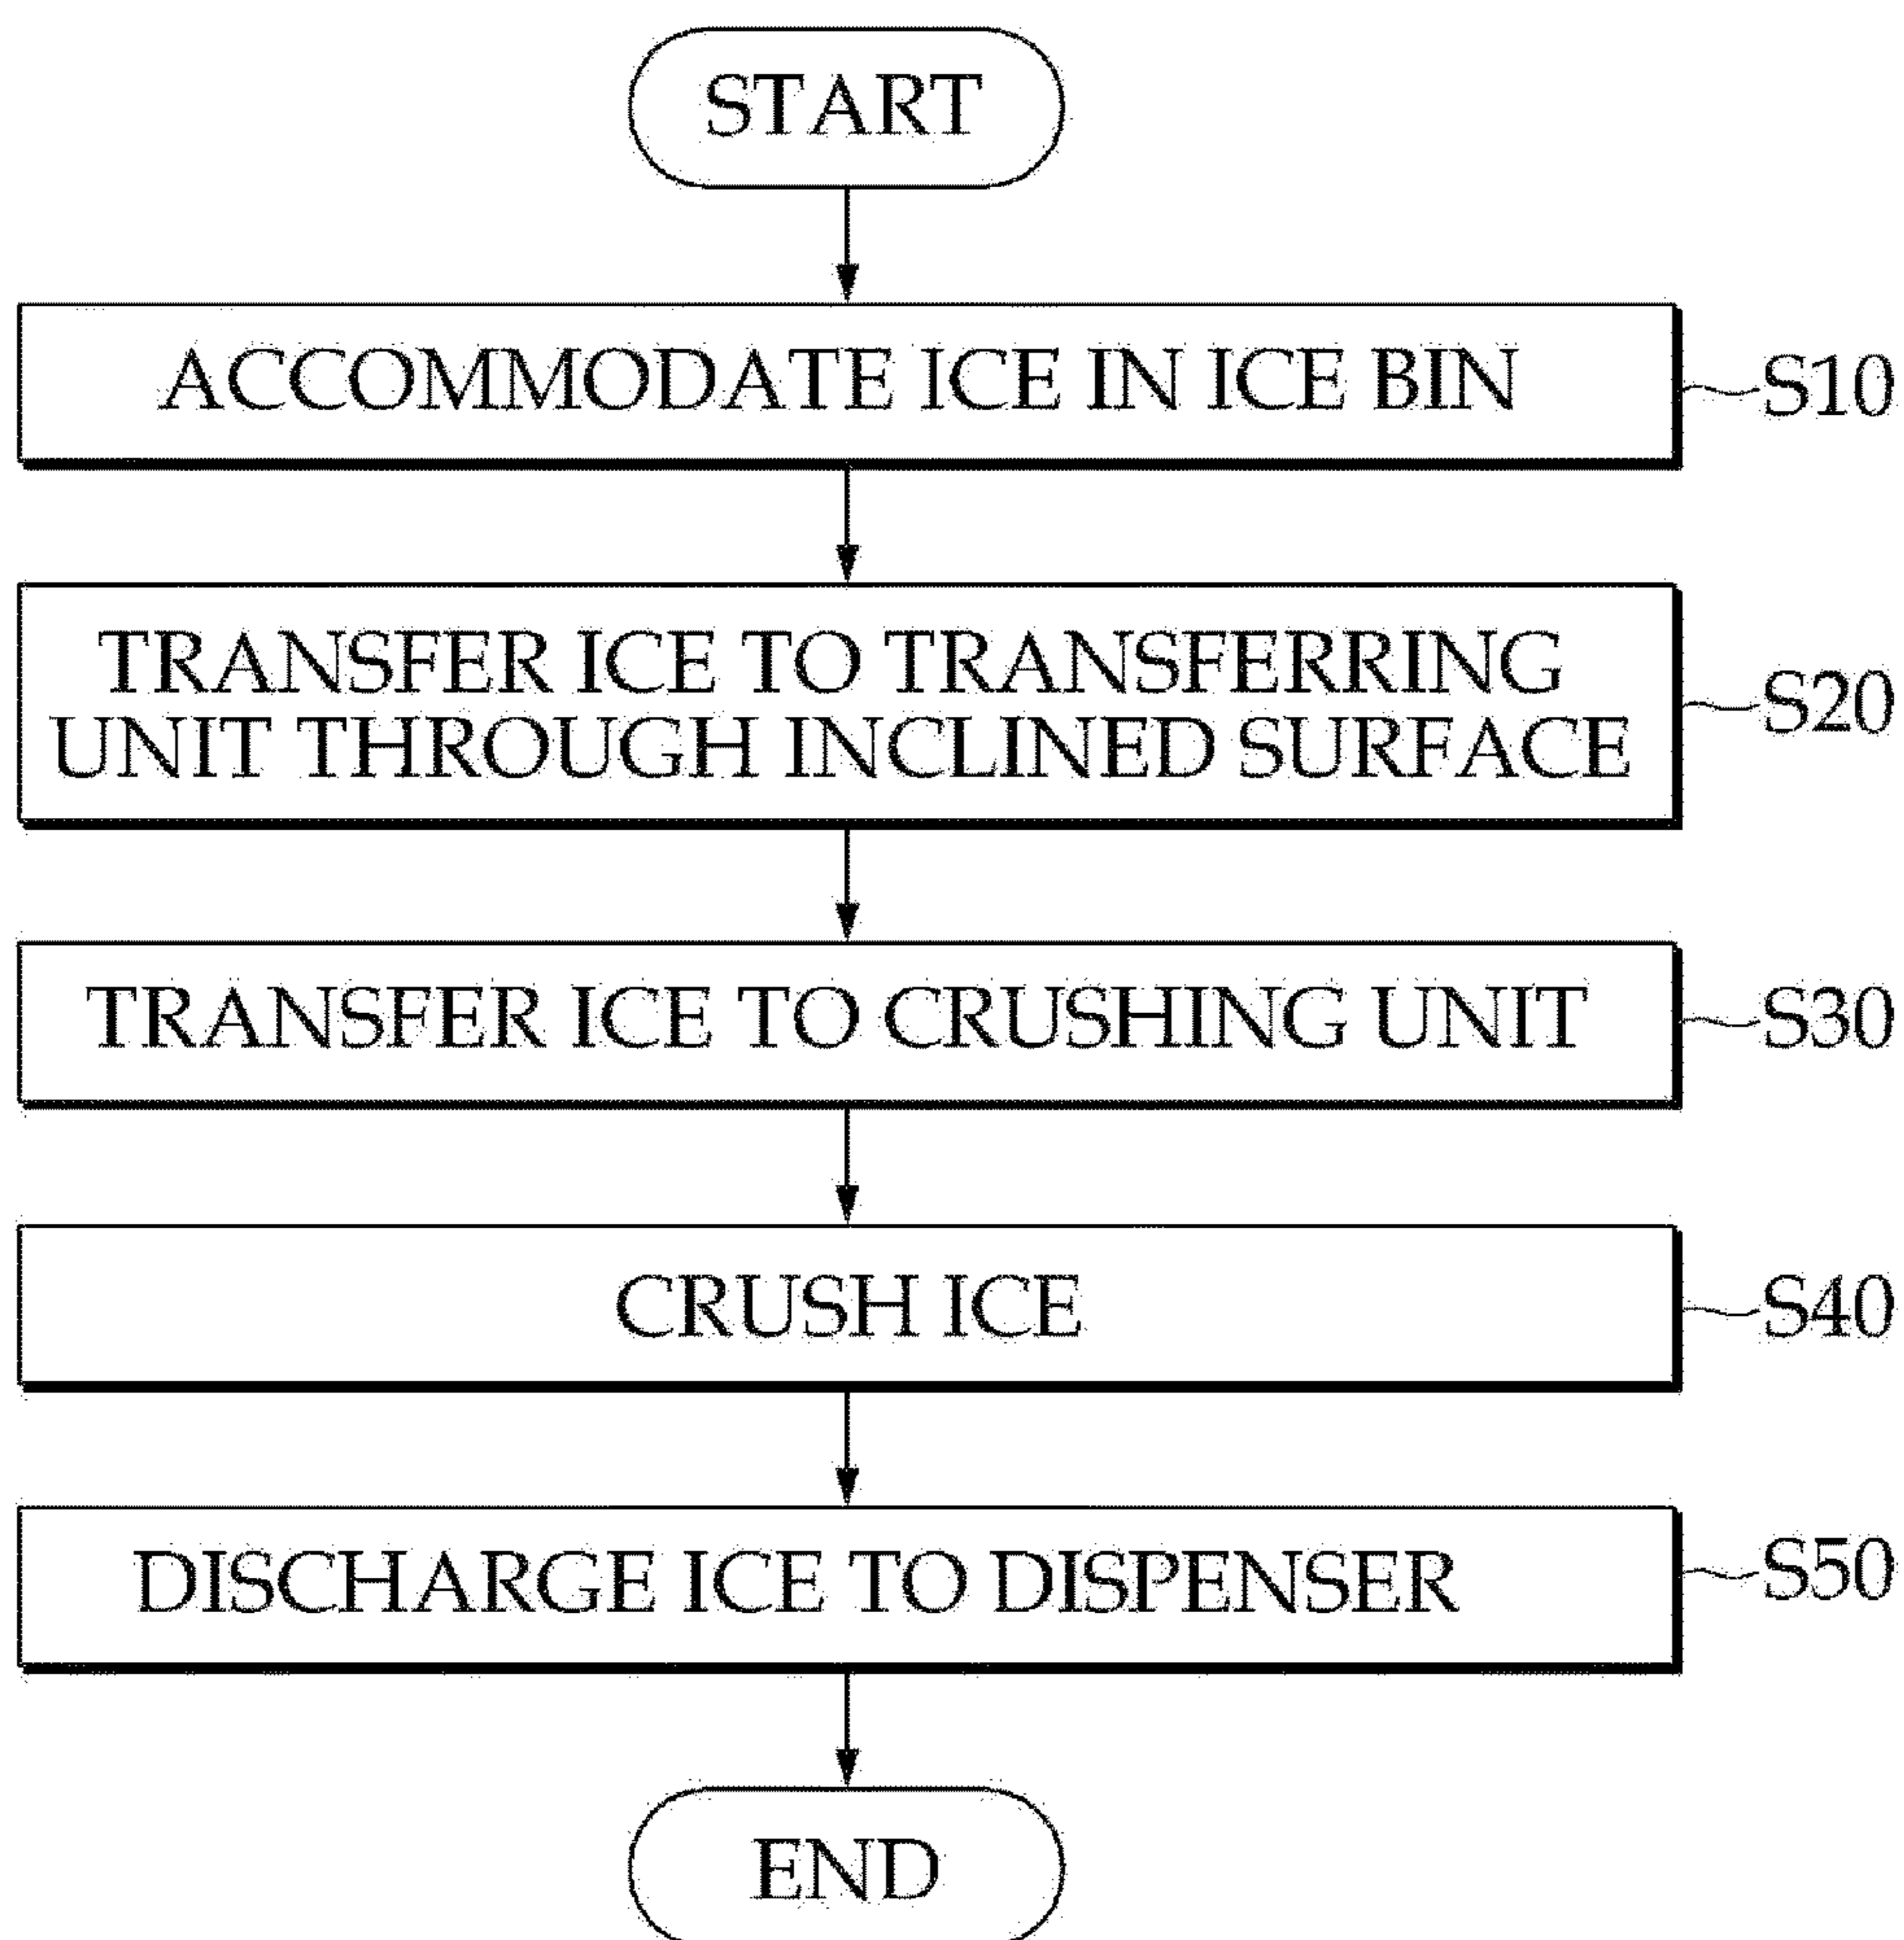 START
ACCOMMODATE ICE IN ICE BIN
S10
TRANSFER ICE TO TRANSFERRING
UNIT THROUGH INCLINED SURFACE
S20
TRANSFER ICE TO CRUSHING UNIT
S30
CRUSH ICE
S40
DISCHARGE ICE TO DISPENSER
S50
END